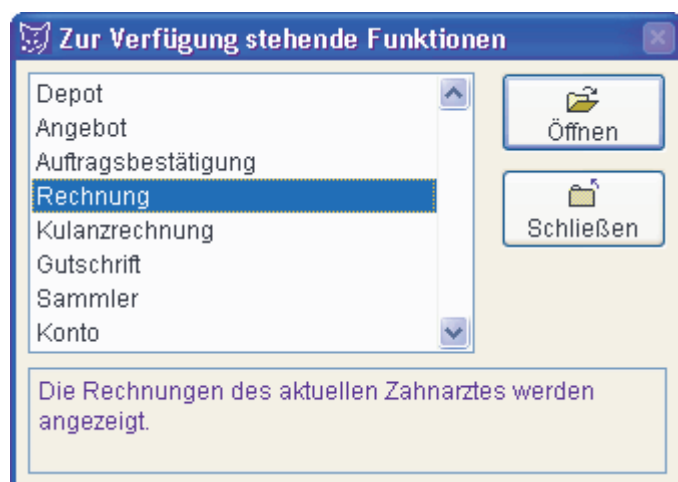 Zur Verfügung stehende Funktionen
Depot
Angebot
Auftragsbestätigung
Rechnung
Kulanzrechnung
Gutschrift
Sammler
Konto
Öffnen
Schließen
Die Rechnungen des aktuellen Zahnarztes werden
angezeigt.